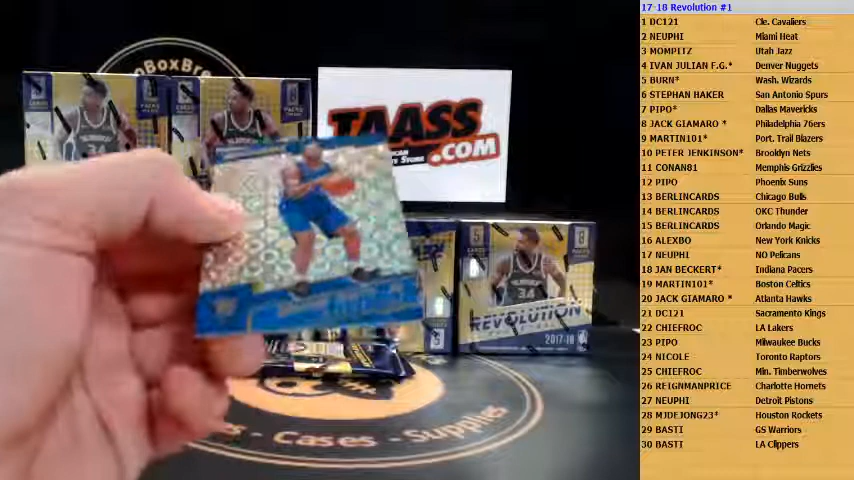 17-18 Revolution #1
1 DC121 Cle. Cavaliers
2 NEUPHI Miami Heat
3 MOMPITZ Utah Jazz
4 IVAN JULIAN F.G.* Denver Nuggets
5 BURN* Wash. Wizards
6 STEPHAN HAKER San Antonio Spurs
7 PIPO* Dallas Mavericks
8 JACK GIAMARO * Philadelphia 76ers
9 MARTIN101* Port. Trail Blazers
10 PETER JENKINSON* Brooklyn Nets
11 CONAN81 Memphis Grizzlies
12 PIPO Phoenix Suns
13 BERLINCARDS Chicago Bulls
14 BERLINCARDS OKC Thunder
15 BERLINCARDS Orlando Magic
16 ALEXBO New York Knicks
17 NEUPHI NO Pelicans
18 JAN BECKERT* Indiana Pacers
19 MARTIN101* Boston Celtics
20 JACK GIAMARO * Atlanta Hawks
21 DC121 Sacramento Kings
22 CHIEFROC LA Lakers
23 PIPO Milwaukee Bucks
24 NICOLE Toronto Raptors
25 CHIEFROC Min. Timberwolves
26 REIGNMANPRICE Charlotte Hornets
27 NEUPHI Detroit Pistons
28 MJDEJONG23* Houston Rockets
29 BASTI GS Warriors
30 BASTI LA Clippers
oxBr
TAASS
.COM
34
5
8
34
REVOLUTION
2017-18
5
- Cases - Supplies